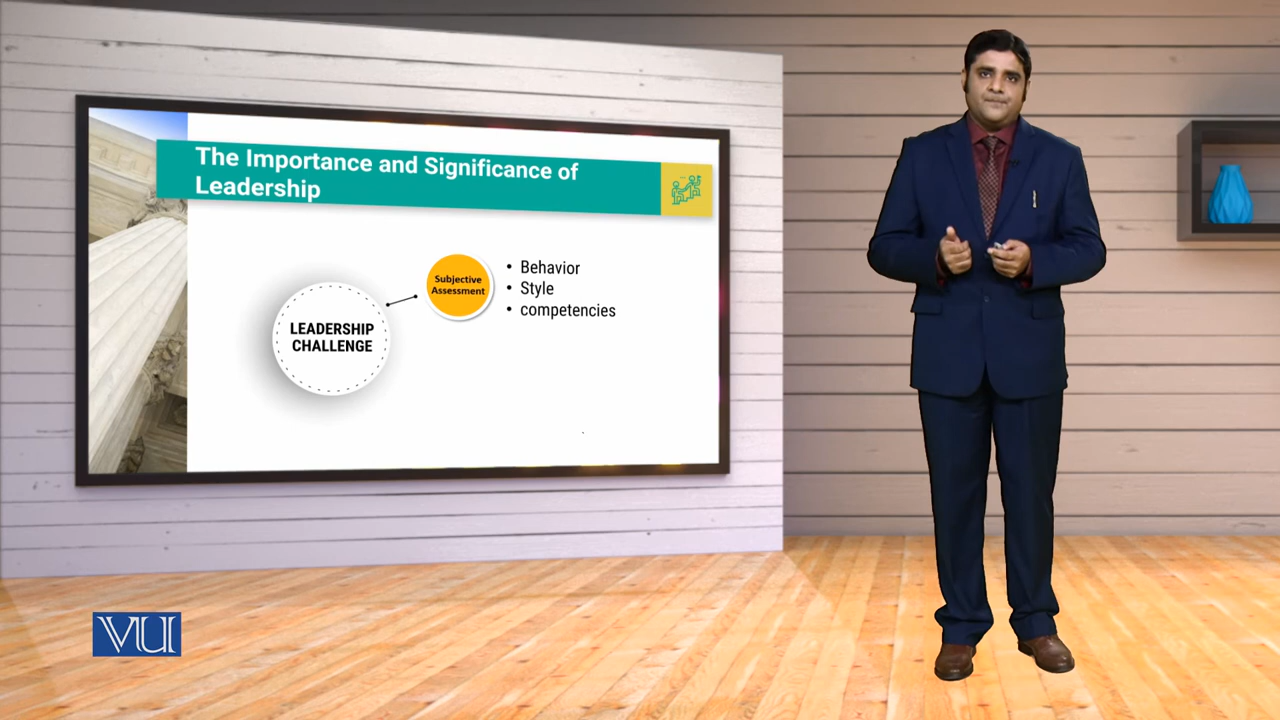 The Importance and Significance of
Leadership
Subjective
Assessment
• Behavior
• Style
• competencies
LEADERSHIP
CHALLENGE
VU